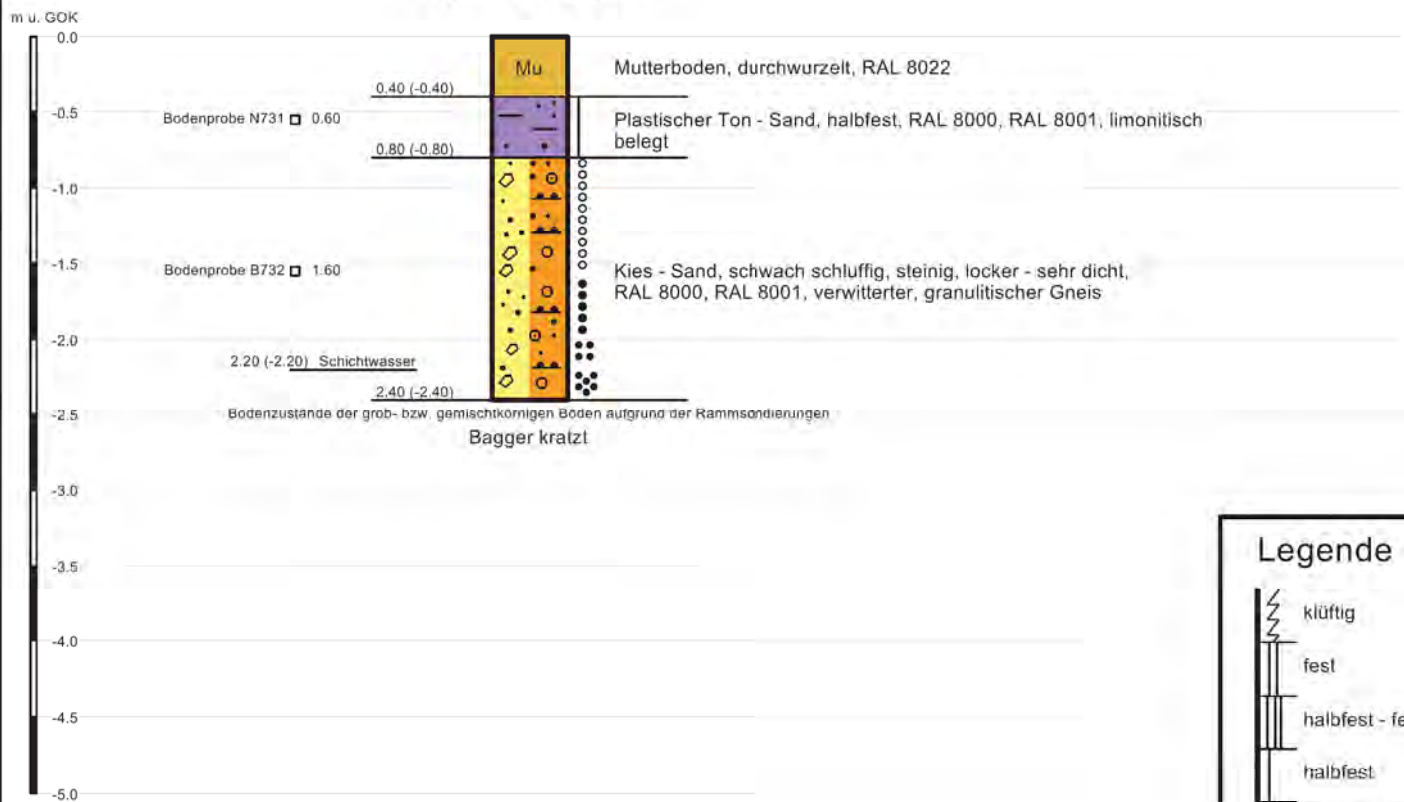 m u. GOK
0.0
Mu
Mutterboden, durchwurzelt, RAL 8022
0.40 (-0.40)
-0.5
Bodenprobe N731 0.60
Plastischer Ton - Sand, halbfest, RAL 8000, RAL 8001, limonitisch
belegt
0.80 (-0.80)
-1.0
-1.5
Bodenprobe B732 1.60
Kies - Sand, schwach schluffig, steinig, locker - sehr dicht,
RAL 8000, RAL 8001, verwitterter, granulitischer Gneis
-2.0
2.20 (-2.20) Schichtwasser
2.40 (-2.40)
-2.5
Bodenzustände der grob- bzw. gemischtkörnigen Böden aufgrund der Rammsondierungen
Bagger kratzt
-3.0
-3.5
-4.0
-4.5
-5.0
Legende
klüftig
fest
halbfest - fe
halbfest